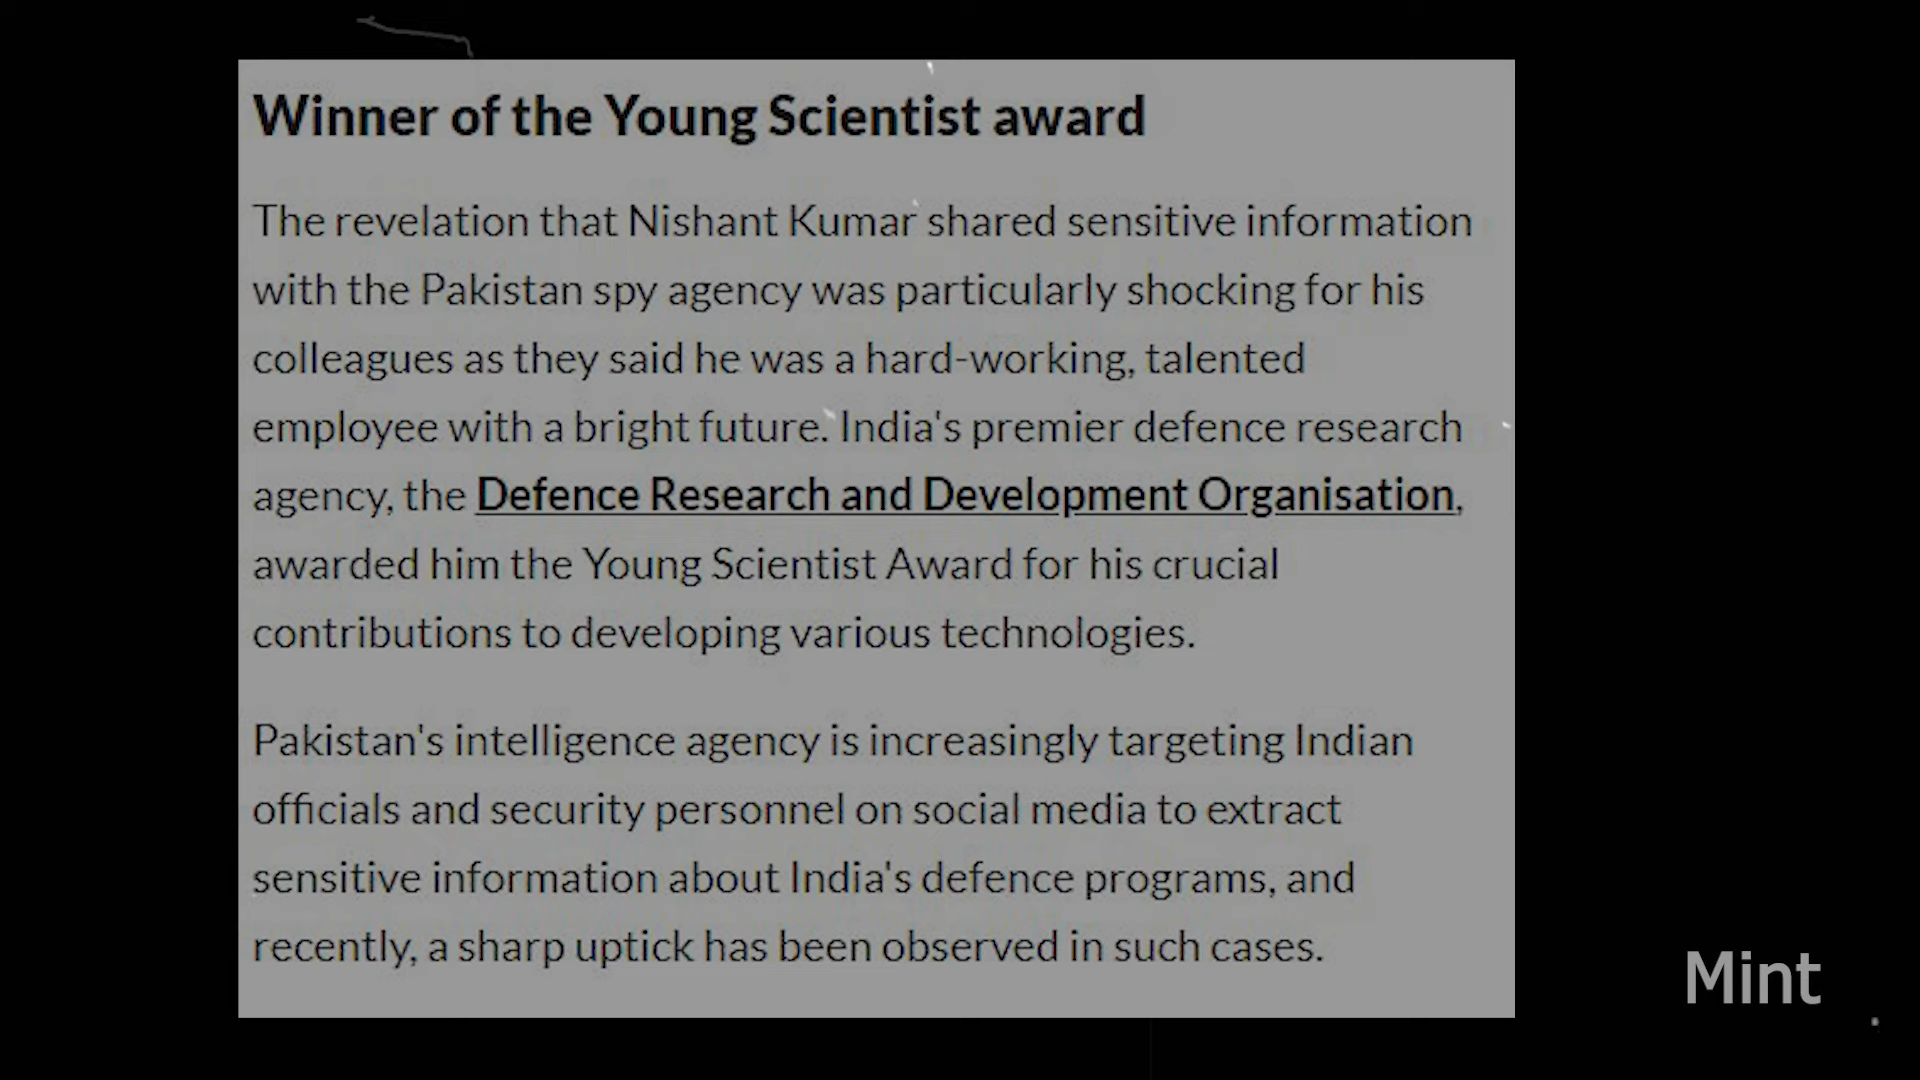 Winner of the Young Scientist award
The revelation that Nishant Kumar shared sensitive information
with the Pakistan spy agency was particularly shocking for his
colleagues as they said he was a hard-working, talented
employee with a bright future. India's premier defence research
agency, the Defence Research and Development Organisation,
awarded him the Young Scientist Award for his crucial
contributions to developing various technologies.
Pakistan's intelligence agency is increasingly targeting Indian
officials and security personnel on social media to extract
sensitive information about India's defence programs, and
recently, a sharp uptick has been observed in such cases.
Mint